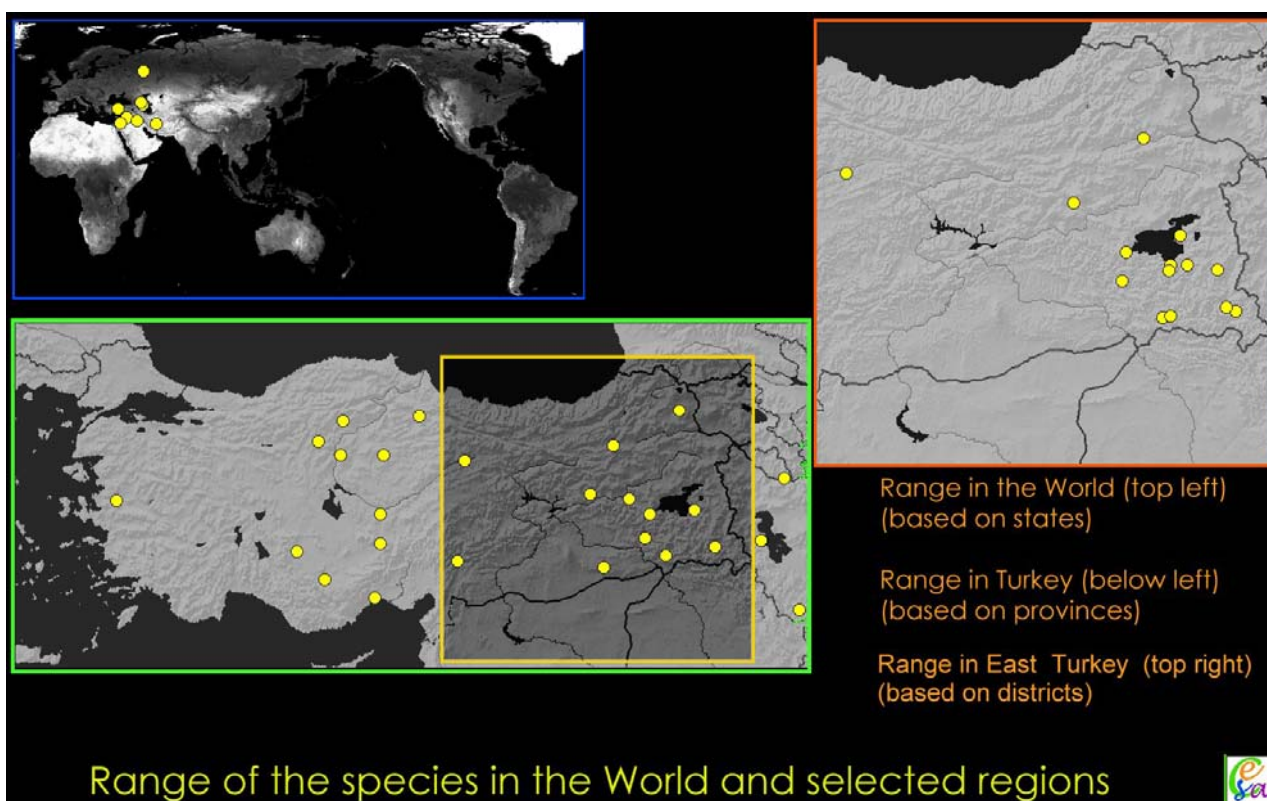 Range in the World (top left)
(based on states)
Range in Turkey (below left)
(based on provinces)
Range in East Turkey (top right)
(based on districts)
Range of the species in the World and selected regions